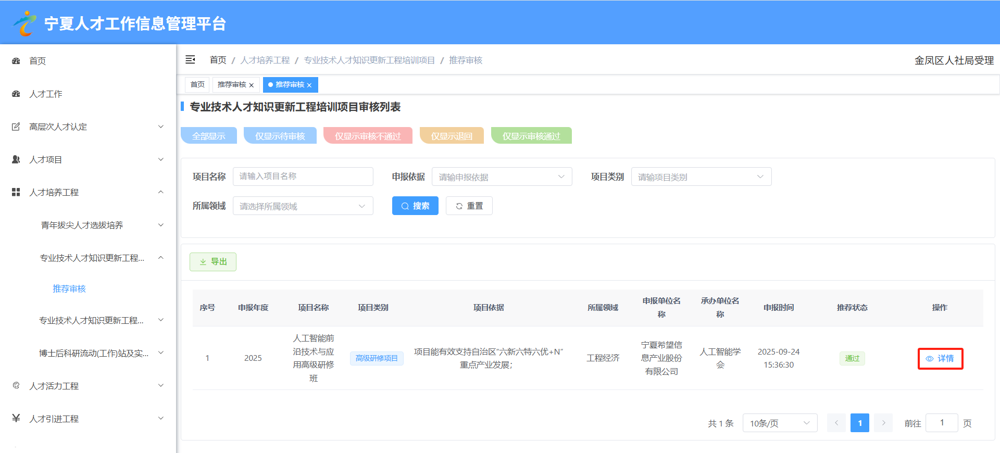 宁夏人才工作信息管理平台
首页
人才工作
高层次人才认定
人才项目
人才培养工程
青年拔尖人才选拔培养
专业技术人才知识更新工程...
推荐审核
专业技术人才知识更新工程...
博士后科研流动(工作)站及实...
人才活力工程
人才引进工程
首页 / 人才培养工程 / 专业技术人才知识更新工程培训项目 / 推荐审核
金凤区人社局受理
首页 推荐审核 × 推荐审核 ×
专业技术人才知识更新工程培训项目审核列表
全部显示 仅显示待审核 仅显示审核不通过 仅显示退回 仅显示审核通过
项目名称 请输入项目名称 申报依据 请输申报依据 项目类别 请输项目类别
所属领域 请选择所属领域 搜索 重置
导出
序号 申报年度 项目名称 项目类别 项目依据 所属领域 申报单位名称 承办单位名称 申报时间 推荐状态 操作
1 2025 人工智能前沿技术与应用高级研修班 高级研修项目 项目能有效支持自治区“六新六特六优+N”重点产业发展； 工程经济 宁夏希望信息产业股份有限公司 人工智能学会 2025-09-24 15:36:30 通过 详情
共 1 条 10条/页 1 前往 1 页